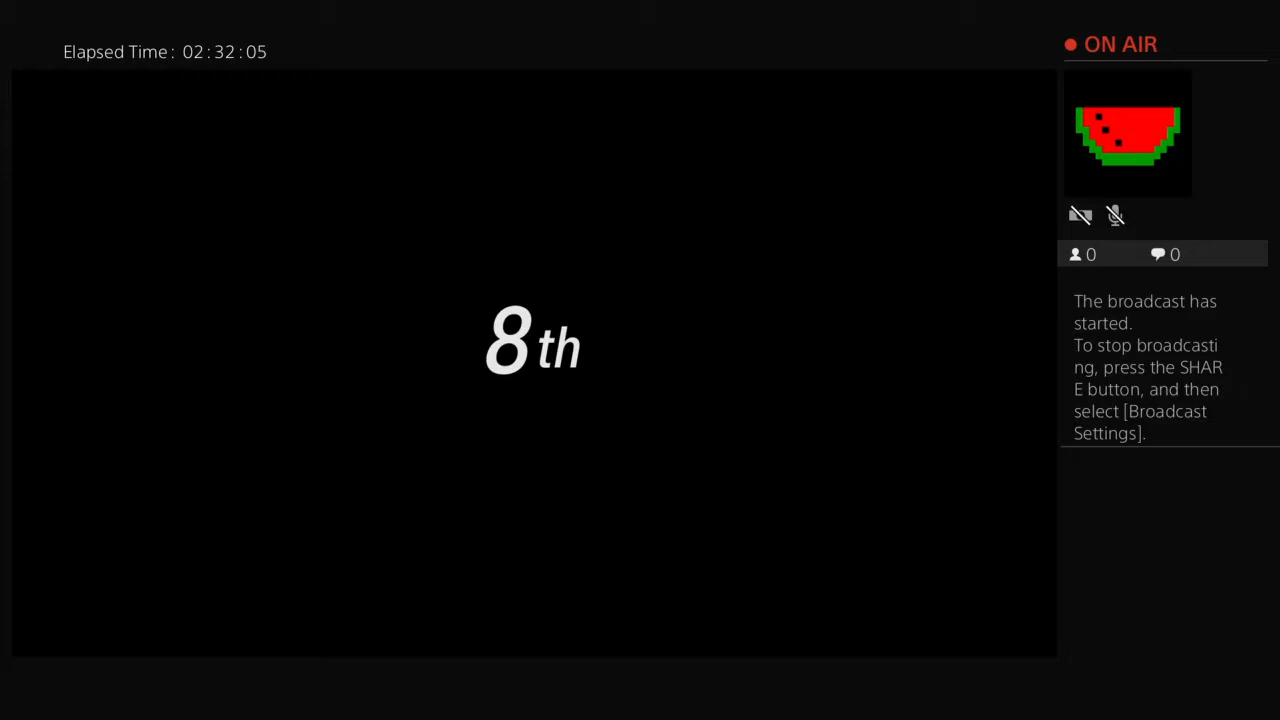 Elapsed Time: 02:32:05
ON AIR
8th
0 0
The broadcast has
started.
To stop broadcasti
ng, press the SHAR
E button, and then
select [Broadcast
Settings].